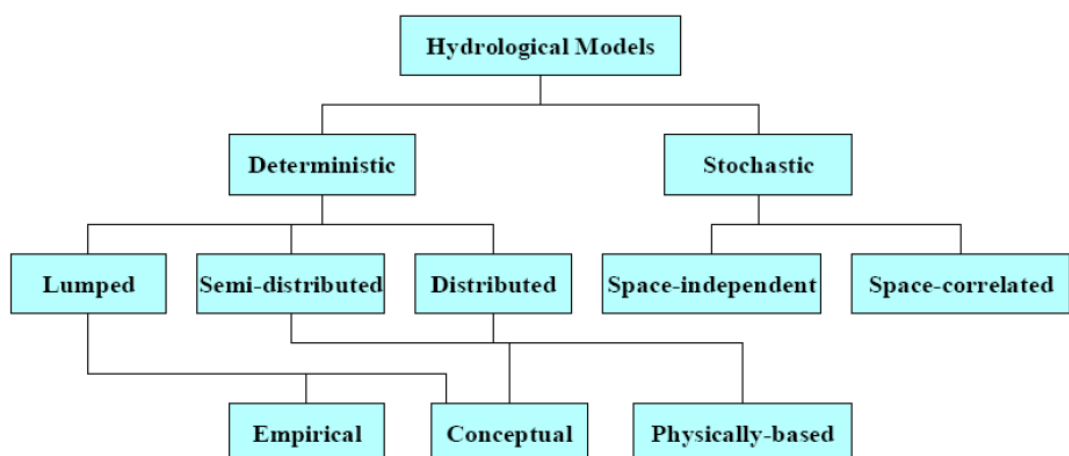 Hydrological Models
Deterministic
Stochastic
Lumped
Semi-distributed
Distributed
Space-independent
Space-correlated
Empirical
Conceptual
Physically-based